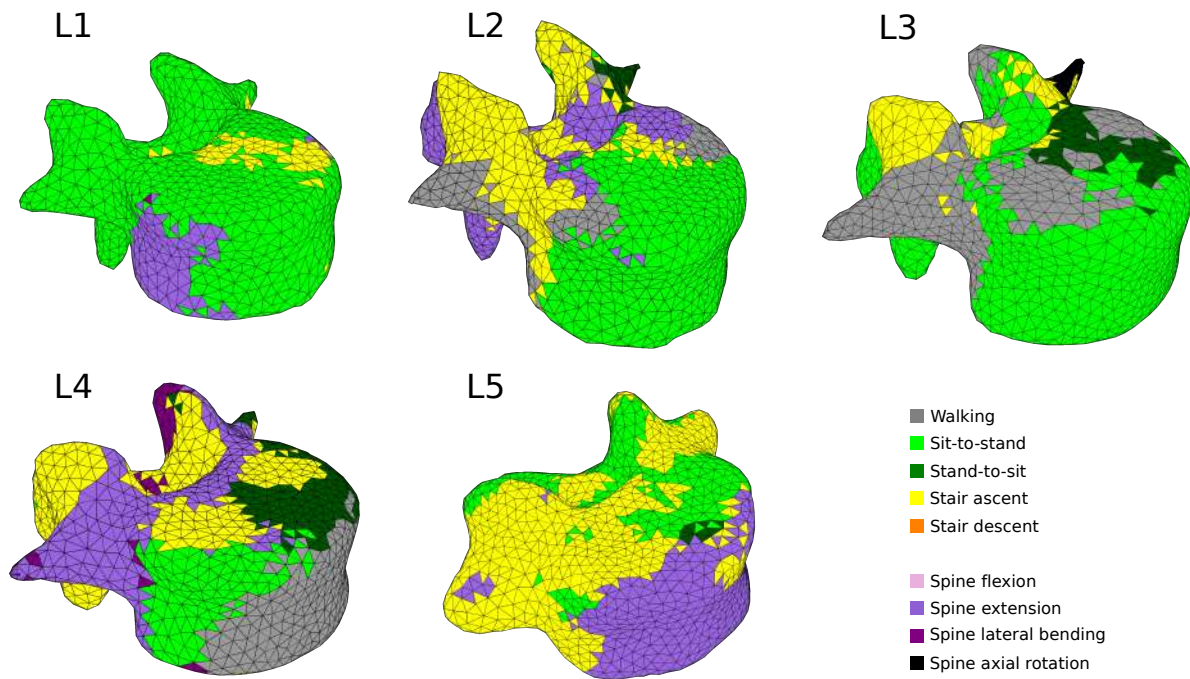 L1
L2
L3
L4
L5
Walking
Sit-to-stand
Stand-to-sit
Stair ascent
Stair descent
Spine flexion
Spine extension
Spine lateral bending
Spine axial rotation